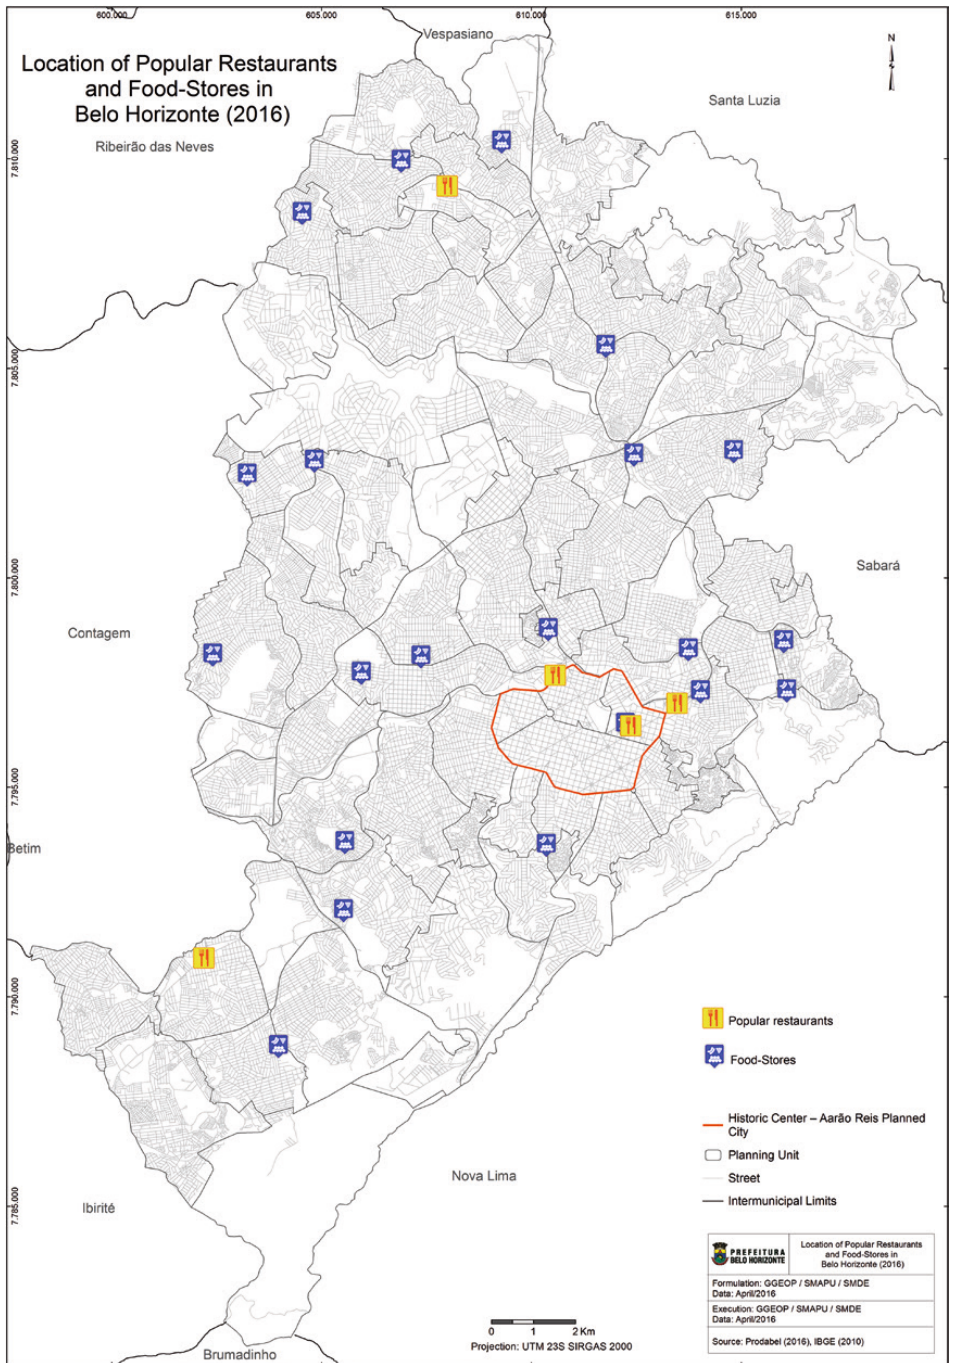 600.000
605.000
610.000
615.000
Vespasiano
N
Location of Popular Restaurants
and Food-Stores in
Belo Horizonte (2016)
Santa Luzia
Ribeirão das Neves
7.810.000
7.805.000
7.800.000
Sabará
Contagem
7.795.000
Betim
7.790.000
Popular restaurants
Food-Stores
Historic Center – Aarão Reis Planned
City
Planning Unit
Street
Intermunicipal Limits
Nova Lima
7.785.000
Ibirité
PREFEITURA
BELO HORIZONTE
Location of Popular Restaurants
and Food-Stores in
Belo Horizonte (2016)
Formulation: GGEOP / SMAPU / SMDE
Data: April/2016
Execution: GGEOP / SMAPU / SMDE
Data: April/2016
Source: Prodabel (2016), IBGE (2010)
0 1 2 Km
Projection: UTM 23S SIRGAS 2000
Brumadinho